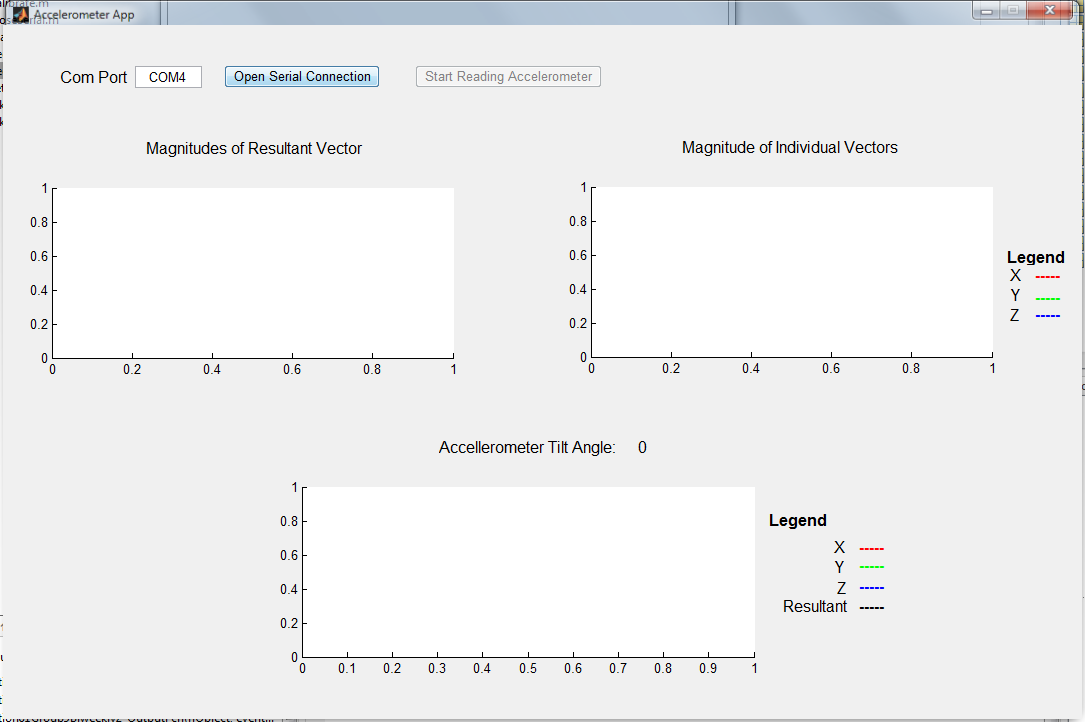 Accelerometer App
Com Port COM4 Open Serial Connection Start Reading Accelerometer
Magnitudes of Resultant Vector
1
0.8
0.6
0.4
0.2
0
0 0.2 0.4 0.6 0.8 1
Magnitude of Individual Vectors
1
0.8
0.6
0.4
0.2
0
0 0.2 0.4 0.6 0.8 1
Legend
X -----
Y -----
Z -----
Accellerometer Tilt Angle: 0
1
0.8
0.6
0.4
0.2
0
0 0.1 0.2 0.3 0.4 0.5 0.6 0.7 0.8 0.9 1
Legend
X -----
Y -----
Z -----
Resultant -----